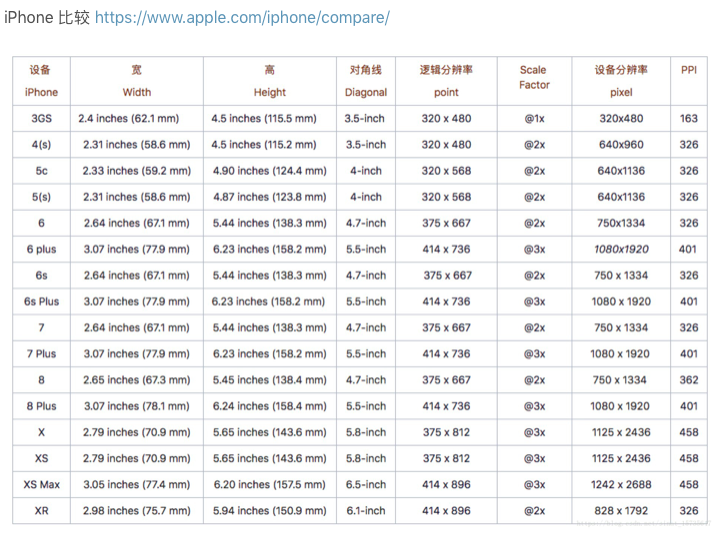 iPhone 比较 https://www.apple.com/iphone/compare/
设备 宽 高 对角线 逻辑分辨率 Scale Factor 设备分辨率 PPI
iPhone Width Height Diagonal point pixel
3GS 2.4 inches (62.1 mm) 4.5 inches (115.5 mm) 3.5-inch 320 x 480 @1x 320x480 163
4(s) 2.31 inches (58.6 mm) 4.5 inches (115.2 mm) 3.5-inch 320 x 480 @2x 640x960 326
5c 2.33 inches (59.2 mm) 4.90 inches (124.4 mm) 4-inch 320 x 568 @2x 640x1136 326
5(s) 2.31 inches (58.6 mm) 4.87 inches (123.8 mm) 4-inch 320 x 568 @2x 640x1136 326
6 2.64 inches (67.1 mm) 5.44 inches (138.3 mm) 4.7-inch 375 x 667 @2x 750x1334 326
6 plus 3.07 inches (77.9 mm) 6.23 inches (158.2 mm) 5.5-inch 414 x 736 @3x 1080x1920 401
6s 2.64 inches (67.1 mm) 5.44 inches (138.3 mm) 4.7-inch 375 x 667 @2x 750 x 1334 326
6s Plus 3.07 inches (77.9 mm) 6.23 inches (158.2 mm) 5.5-inch 414 x 736 @3x 1080 x 1920 401
7 2.64 inches (67.1 mm) 5.44 inches (138.3 mm) 4.7-inch 375 x 667 @2x 750 x 1334 326
7 Plus 3.07 inches (77.9 mm) 6.23 inches (158.2 mm) 5.5-inch 414 x 736 @3x 1080 x 1920 401
8 2.65 inches (67.3 mm) 5.45 inches (138.4 mm) 4.7-inch 375 x 667 @2x 750 x 1334 362
8 Plus 3.07 inches (78.1 mm) 6.24 inches (158.4 mm) 5.5-inch 414 x 736 @3x 1080 x 1920 401
X 2.79 inches (70.9 mm) 5.65 inches (143.6 mm) 5.8-inch 375 x 812 @3x 1125 x 2436 458
XS 2.79 inches (70.9 mm) 5.65 inches (143.6 mm) 5.8-inch 375 x 812 @3x 1125 x 2436 458
XS Max 3.05 inches (77.4 mm) 6.20 inches (157.5 mm) 6.5-inch 414 x 896 @3x 1242 x 2688 458
XR 2.98 inches (75.7 mm) 5.94 inches (150.9 mm) 6.1-inch 414 x 896 @2x 828 x 1792 326